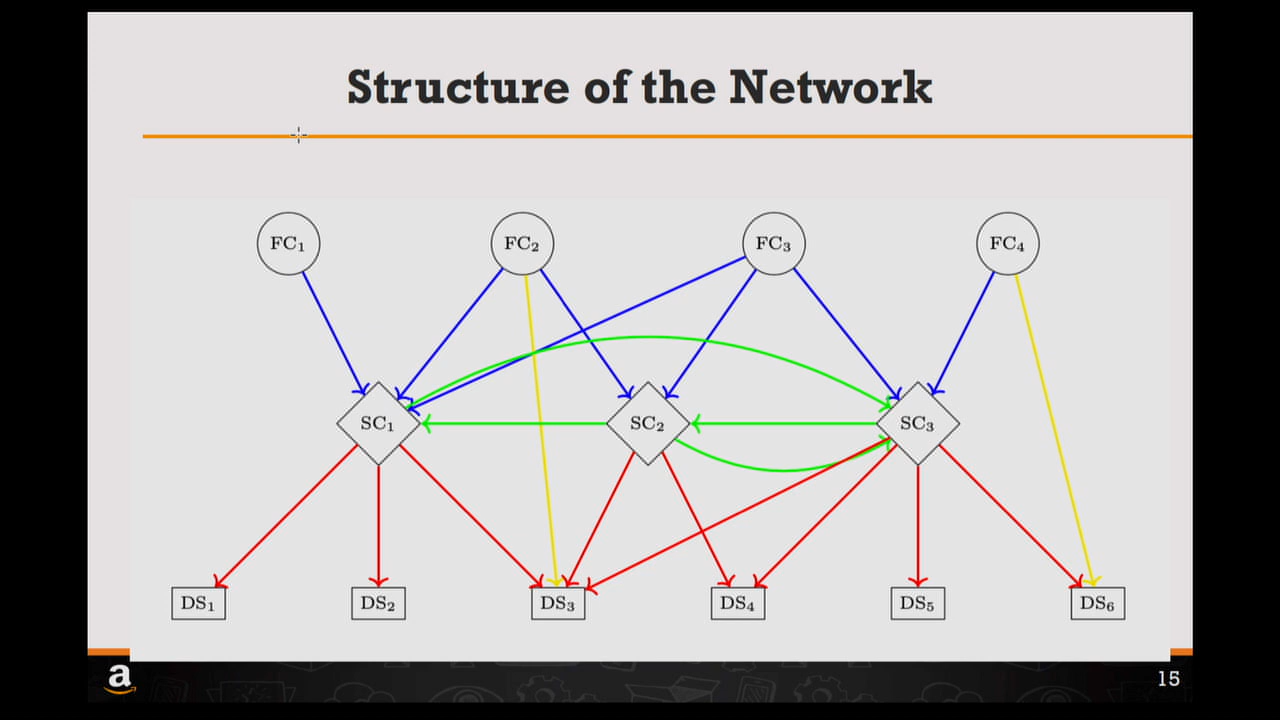 Structure of the Network
FC₁ FC₂ FC₃ FC₄
SC₁ SC₂ SC₃
DS₁ DS₂ DS₃ DS₄ DS₅ DS₆
a 15